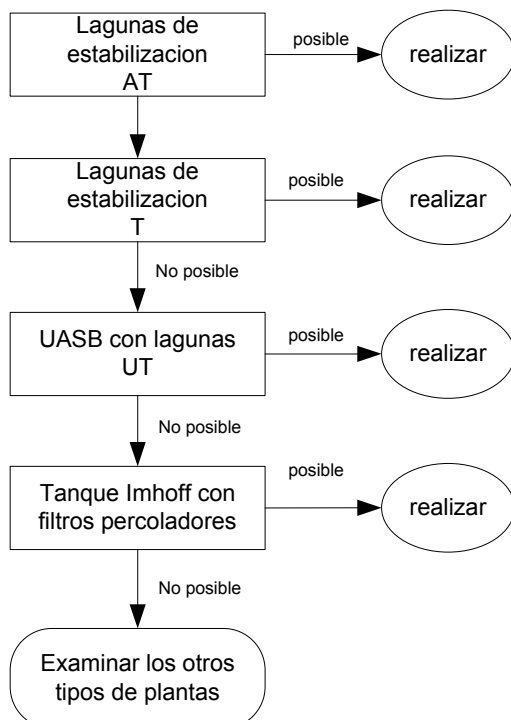 Lagunas de
estabilizacion
AT
posible
realizar
Lagunas de
estabilizacion
T
posible
realizar
No posible
UASB con lagunas
UT
posible
realizar
No posible
Tanque Imhoff con
filtros percoladores
posible
realizar
No posible
Examinar los otros
tipos de plantas